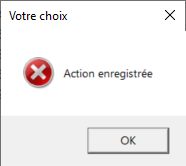 Votre choix
Action enregistrée
OK